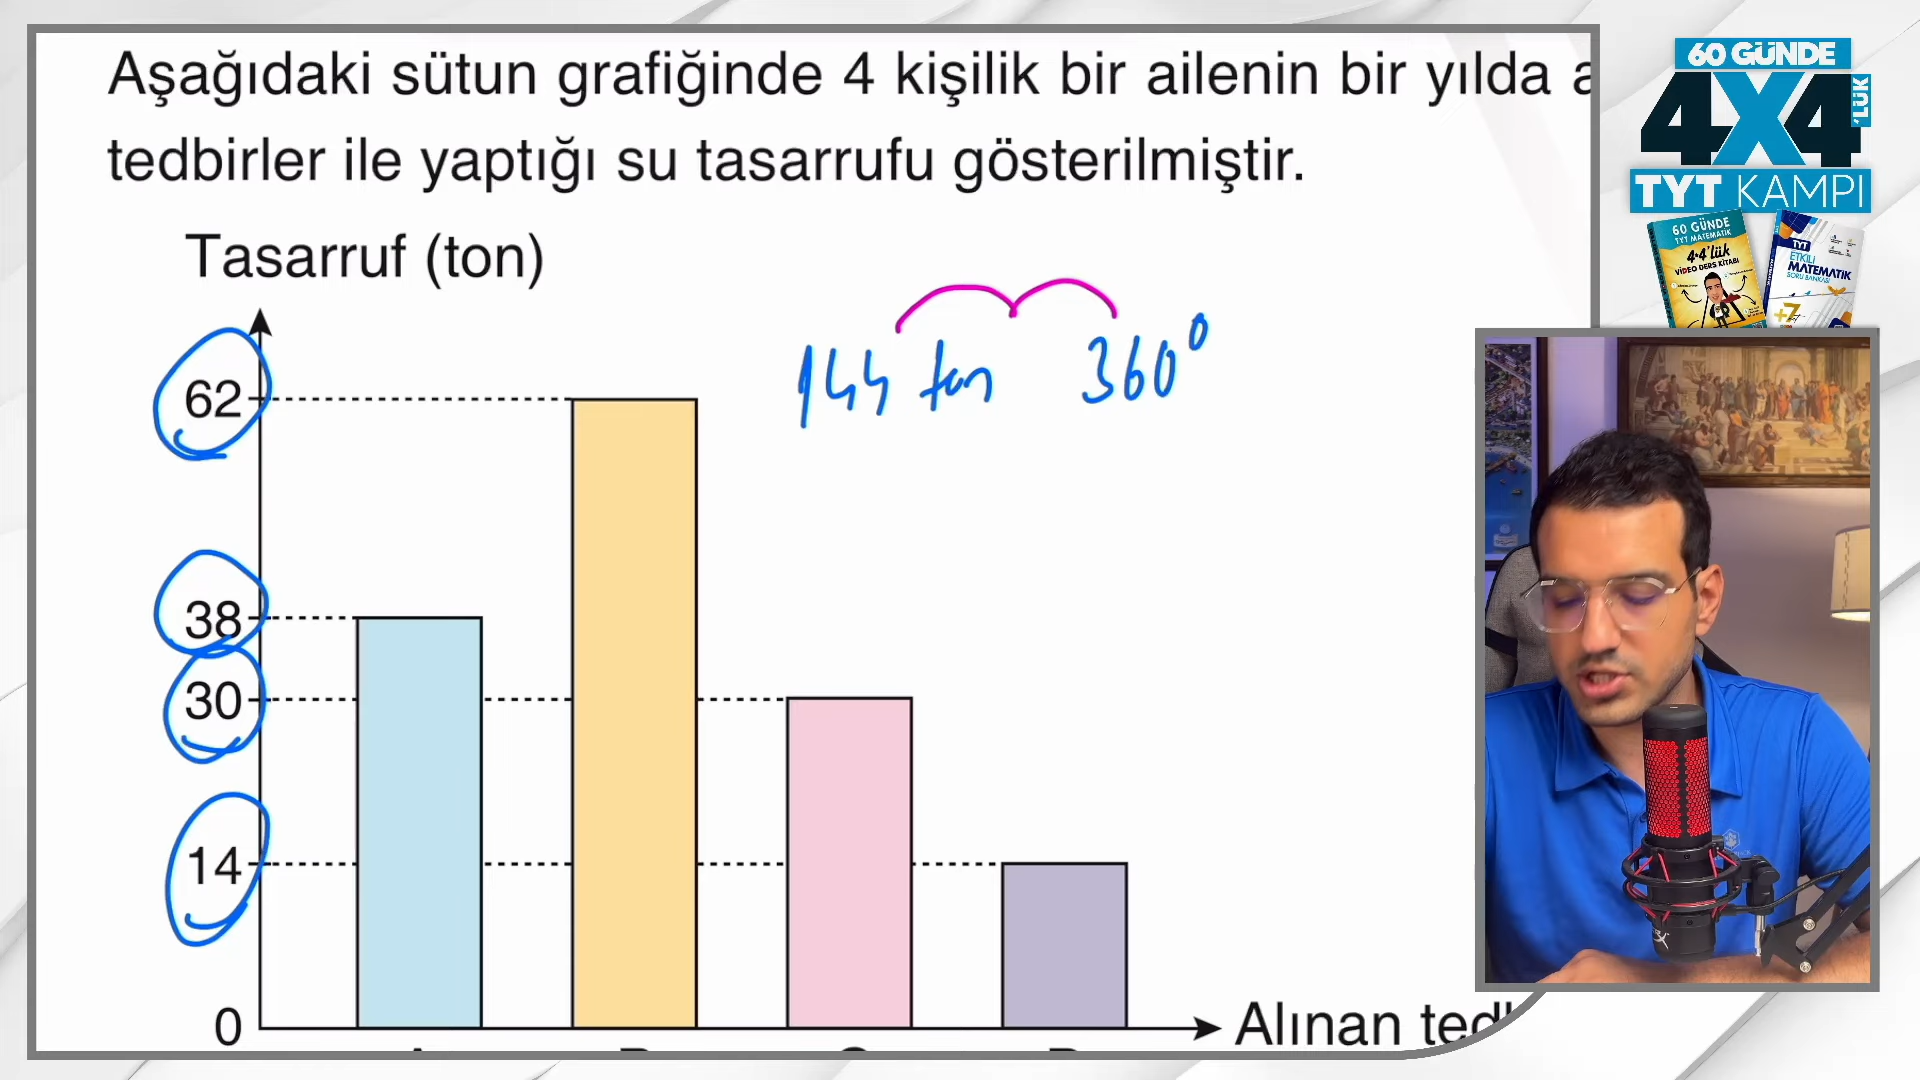 Aşağıdaki sütun grafiğinde 4 kişilik bir ailenin bir yılda
tedbirler ile yaptığı su tasarrufu gösterilmiştir.
Tasarruf (ton)
62
38
30
14
0
144 ton 360°
Alınan
60 GÜNDE
4X4
'LÜK
TYT KAMPI
60 GÜNDE
TYT MATEMATİK
4·4'lük
VİDEO DERS KİTABI
TYT
ETKİLİ
MATEMATİK
SORU BANKASI
+7